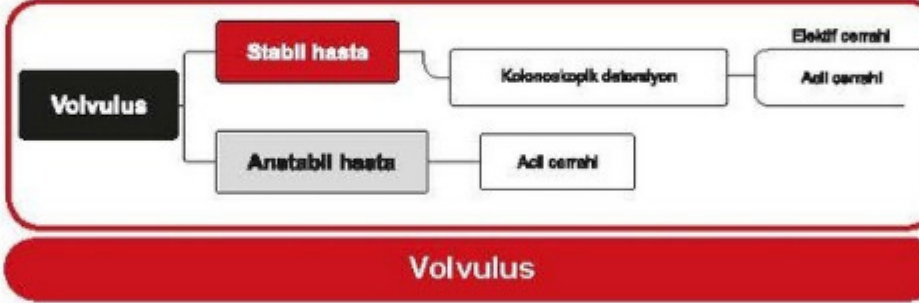 Elektif cerrahi
Stabil hasta
Kolonoskopik detorsiyon
Acil cerrahi
Volvulus
Anstabil hasta
Acil cerrahi
Volvulus